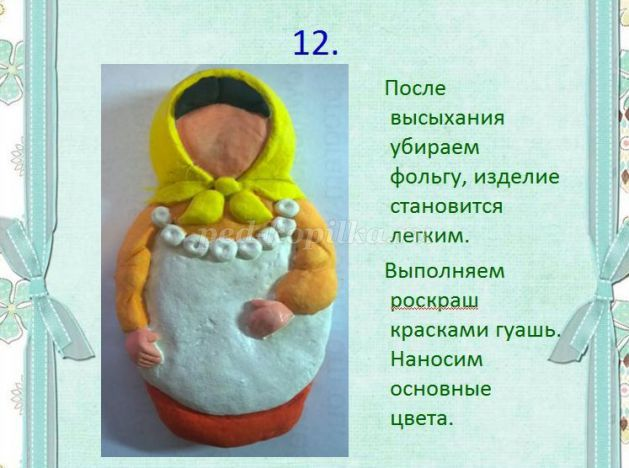 12.
После
высыхания
убираем
фольгу, изделие
становится
легким.
Выполняем
роскраш
красками гуашь.
Наносим
основные
цвета.